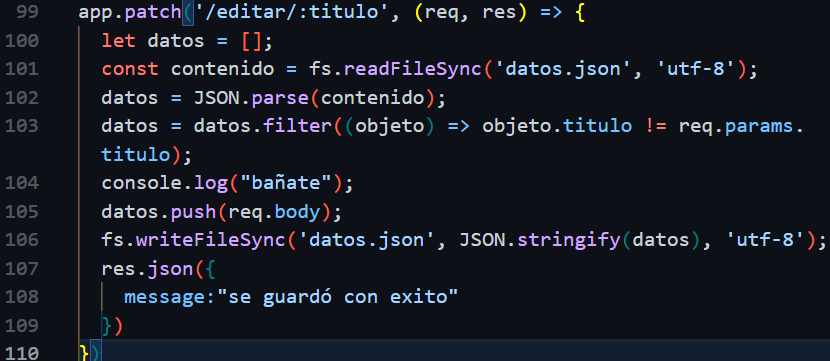 99 app.patch('/editar/:titulo', (req, res) => {
100 let datos = [];
101 const contenido = fs.readFileSync('datos.json', 'utf-8');
102 datos = JSON.parse(contenido);
103 datos = datos.filter((objeto) => objeto.titulo != req.params.
titulo);
104 console.log("bañate");
105 datos.push(req.body);
106 fs.writeFileSync('datos.json', JSON.stringify(datos), 'utf-8');
107 res.json({
108 message:"se guardó con exito"
109 })
110 })